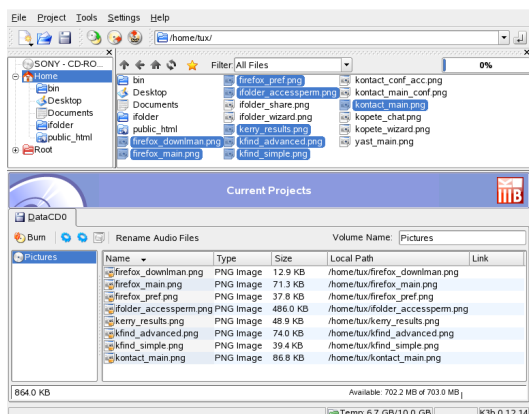 File Project Tools Settings Help
/home/tux/
SONY - CD-RO...
Home
bin
Desktop
Documents
ifolder
public_html
Root
Filter: All Files
0%
bin
Desktop
Documents
ifolder
public_html
firefox_downlman.png
firefox_main.png
firefox_pref.png
ifolder_accessperm.png
ifolder_share.png
ifolder_wizard.png
kerry_results.png
kfind_advanced.png
kfind_simple.png
kontact_conf_acc.png
kontact_main_conf.png
kontact_main.png
kopete_chat.png
kopete_wizard.png
yast_main.png
Current Projects
DataCD0
Burn Rename Audio Files Volume Name: Pictures
Pictures
Name Type Size Local Path Link
firefox_downlman.png PNG Image 12.9 KB /home/tux/firefox_downlman.png
firefox_main.png PNG Image 71.3 KB /home/tux/firefox_main.png
firefox_pref.png PNG Image 37.8 KB /home/tux/firefox_pref.png
ifolder_accessperm.png PNG Image 486.0 KB /home/tux/ifolder_accessperm.png
kerry_results.png PNG Image 48.9 KB /home/tux/kerry_results.png
kfind_advanced.png PNG Image 74.0 KB /home/tux/kfind_advanced.png
kfind_simple.png PNG Image 39.4 KB /home/tux/kfind_simple.png
kontact_main.png PNG Image 86.8 KB /home/tux/kontact_main.png
864.0 KB Available: 702.2 MB of 703.0 MB
Temp: 6.7 GB/10.0 GB K3b 0.12.14